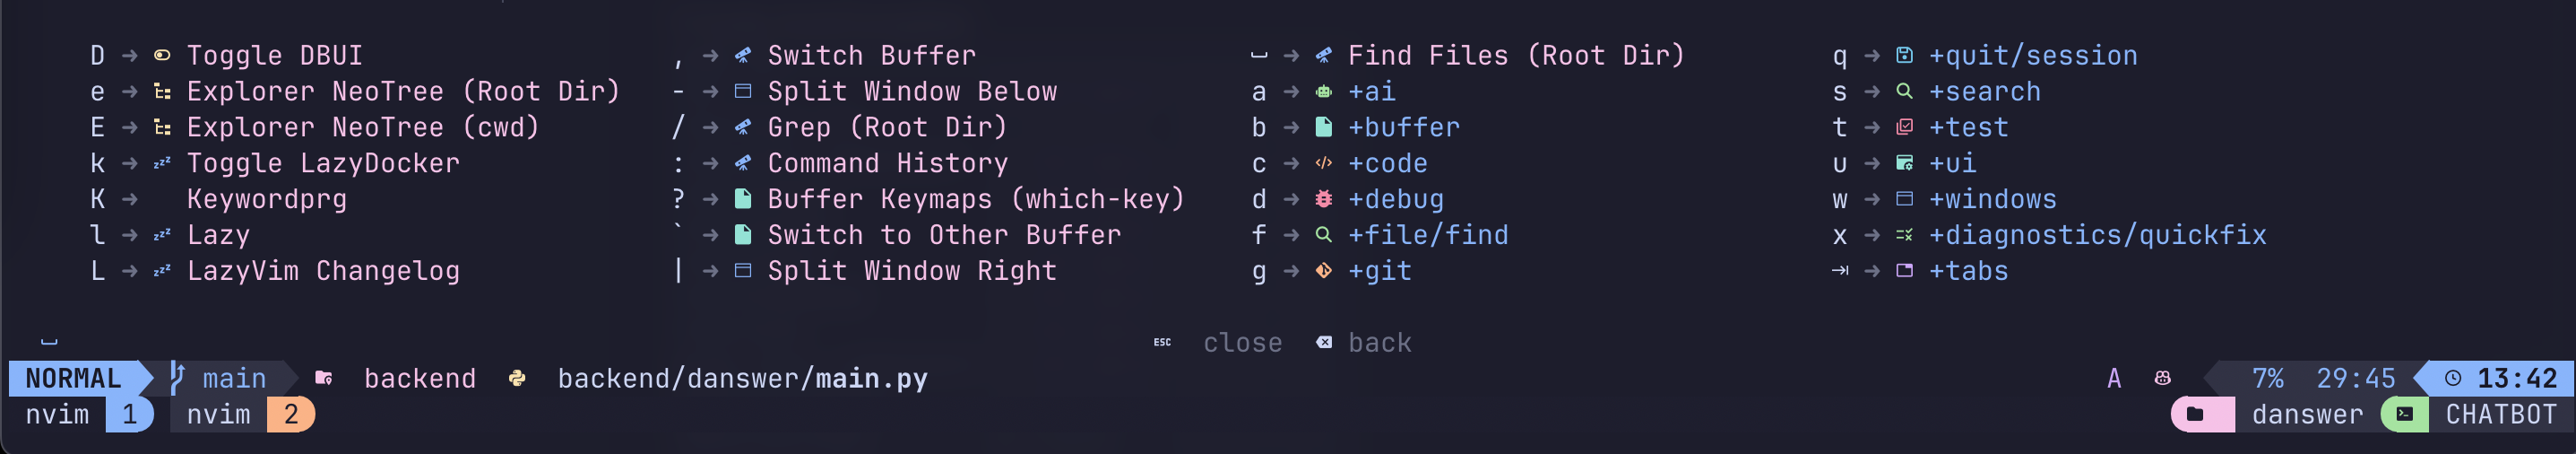 D → Toggle DBUI , → Switch Buffer ␣ → Find Files (Root Dir) q → +quit/session
e → Explorer NeoTree (Root Dir) - → Split Window Below a → +ai s → +search
E → Explorer NeoTree (cwd) / → Grep (Root Dir) b → +buffer t → +test
k → Toggle LazyDocker : → Command History c → +code u → +ui
K → Keywordprg ? → Buffer Keymaps (which-key) d → +debug w → +windows
l → Lazy ` → Switch to Other Buffer f → +file/find x → +diagnostics/quickfix
L → LazyVim Changelog | → Split Window Right g → +git ⇥ → +tabs
␣ ESC close back
NORMAL main backend backend/danswer/main.py A 7% 29:45 13:42
nvim 1 nvim 2 danswer CHATBOT